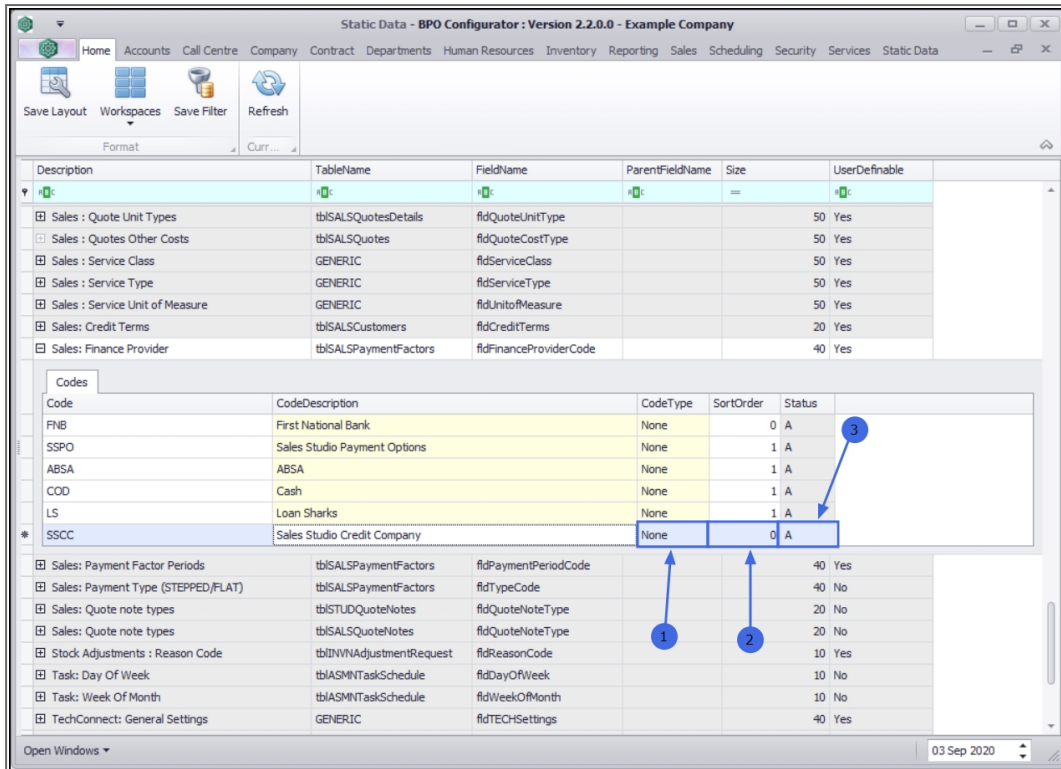 Static Data - BPO Configurator : Version 2.2.0.0 - Example Company
Home Accounts Call Centre Company Contract Departments Human Resources Inventory Reporting Sales Scheduling Security Services Static Data
Save Layout Workspaces Save Filter Refresh
Format Curr...
Description TableName FieldName ParentFieldName Size UserDefinable
=
Sales : Quote Unit Types tblSALSQuotesDetails fldQuoteUnitType 50 Yes
Sales : Quotes Other Costs tblSALSQuotes fldQuoteCostType 50 Yes
Sales : Service Class GENERIC fldServiceClass 50 Yes
Sales : Service Type GENERIC fldServiceType 50 Yes
Sales : Service Unit of Measure GENERIC fldUnitofMeasure 50 Yes
Sales: Credit Terms tblSALSCustomers fldCreditTerms 20 Yes
Sales: Finance Provider tblSALSPaymentFactors fldFinanceProviderCode 40 Yes
Codes
Code CodeDescription CodeType SortOrder Status
FNB First National Bank None 0 A
3
SSPO Sales Studio Payment Options None 1 A
ABSA ABSA None 1 A
COD Cash None 1 A
LS Loan Sharks None 1 A
SSCC Sales Studio Credit Company None 0 A
Sales: Payment Factor Periods tblSALSPaymentFactors fldPaymentPeriodCode 40 Yes
Sales: Payment Type (STEPPED/FLAT) tblSALSPaymentFactors fldTypeCode 40 No
Sales: Quote note types tblSTUDQuoteNotes fldQuoteNoteType 20 No
Sales: Quote note types tblSALSQuoteNotes fldQuoteNoteType 20 No
1 2
Stock Adjustments : Reason Code tblINVNAdjustmentRequest fldReasonCode 10 Yes
Task: Day Of Week tblASMNTaskSchedule fldDayOfWeek 10 No
Task: Week Of Month tblASMNTaskSchedule fldWeekOfMonth 10 No
TechConnect: General Settings GENERIC fldTECHSettings 40 Yes
Open Windows 03 Sep 2020